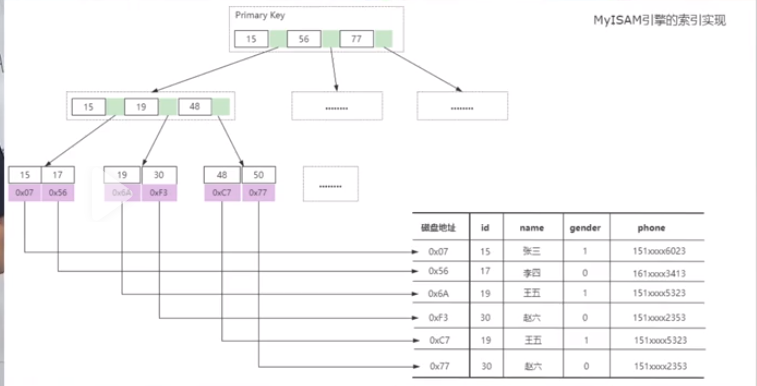 MyISAM引擎的索引实现
Primary Key
15 56 77
15 19 48
........ ........
15 17 19 30 48 50
0x07 0x56 0x6A 0xF3 0xC7 0x77
........
磁盘地址 id name gender phone
0x07 15 张三 1 151xxxx6023
0x56 17 李四 0 161xxxx3413
0x6A 19 王五 1 151xxxx5323
0xF3 30 赵六 0 151xxxx2353
0xC7 19 王五 1 151xxxx5323
0x77 30 赵六 0 151xxxx2353